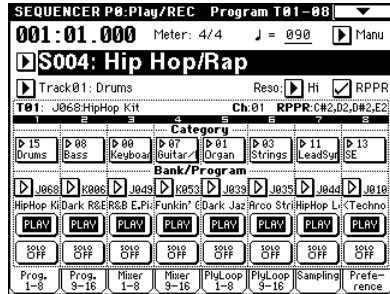 SEQUENCER P0:Play/REC Program T01-08
001:01.000 Meter: 4/4 ♩= 090 Manu
S004: Hip Hop/Rap
Track01: Drums Reso: Hi RPPR
T01: J068:HipHop Kit Ch:01 RPPR:C#2,D2,D#2,E2
1 2 3 4 5 6 7 8
Category
15 08 00 07 01 03 11 13
Drums Bass Keyboar Guitar/ Organ Strings LeadSyn SE
Bank/Program
J068 K006 J049 K053 J039 J035 J044 J010
HipHop Ki Dark R&E R&B E.Pia Funkin' Dark Jaz Arco Stri HipHop L <Techno
PLAY PLAY PLAY PLAY PLAY PLAY PLAY PLAY
SOLO OFF SOLO OFF SOLO OFF SOLO OFF SOLO OFF SOLO OFF SOLO OFF SOLO OFF
Prog. Prog. Mixer Mixer PlyLoop PlyLoop Sampling Prefe-
1-8 9-16 1-8 9-16 1-8 9-16 rence